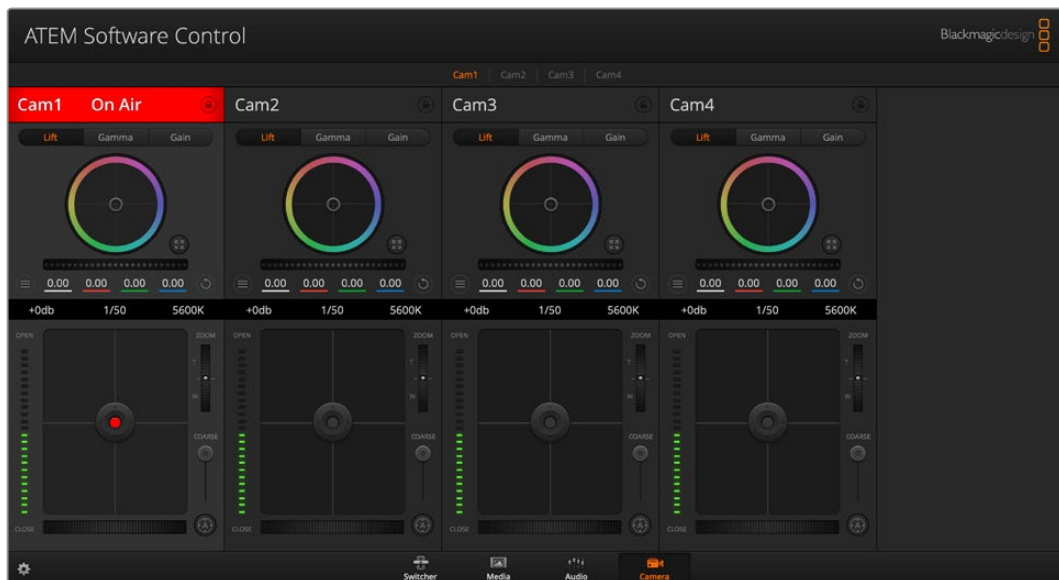 ATEM Software Control
Blackmagicdesign
Cam1 Cam2 Cam3 Cam4
Cam1 On Air Cam2 Cam3 Cam4
Lift Gamma Gain Lift Gamma Gain Lift Gamma Gain Lift Gamma Gain
0.00 0.00 0.00 0.00 0.00 0.00 0.00 0.00 0.00 0.00 0.00 0.00 0.00 0.00 0.00 0.00
+0db 1/50 5600K +0db 1/50 5600K +0db 1/50 5600K +0db 1/50 5600K
OPEN ZOOM OPEN ZOOM OPEN ZOOM OPEN ZOOM
T T T T
W W W W
COARSE COARSE COARSE COARSE
CLOSE A CLOSE A CLOSE A CLOSE A
Switcher Media Audio Camera